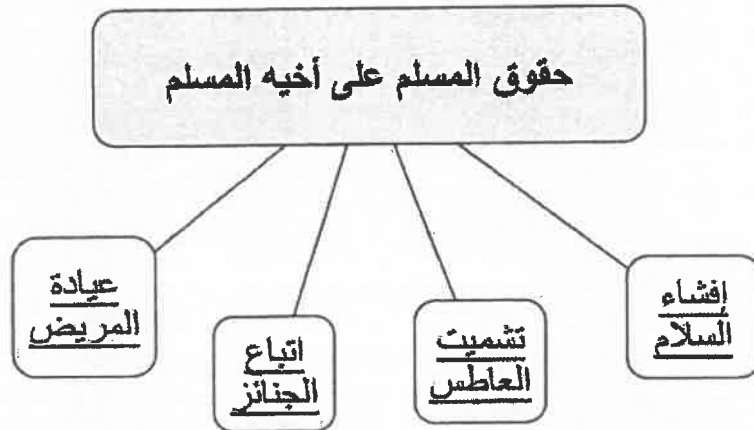 حقوق المسلم على أخيه المسلم
إفشاء
السلام
تشميت
العاطس
اتباع
الجنائز
عيادة
المريض